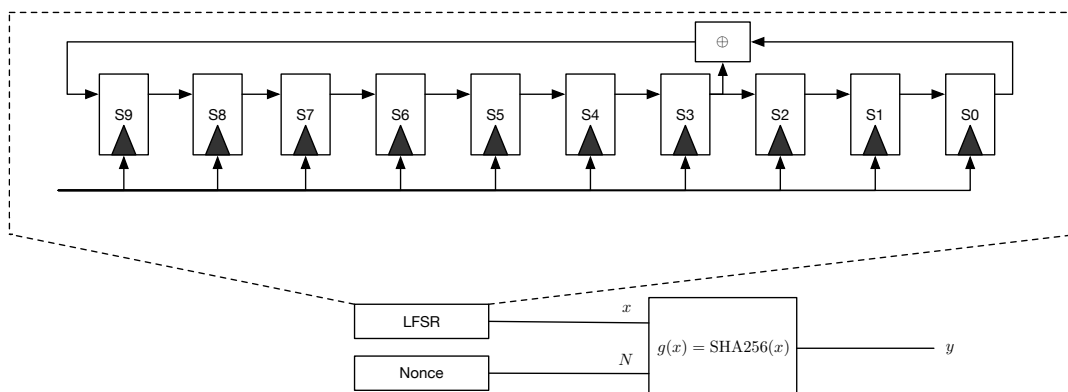 ⊕
S9 S8 S7 S6 S5 S4 S3 S2 S1 S0
LFSR
x
g(x) = SHA256(x)
y
Nonce
N